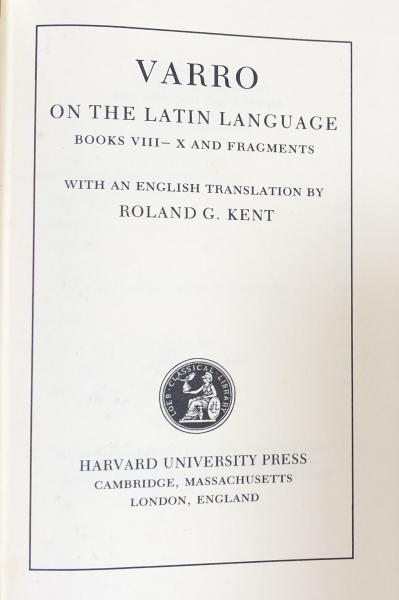 VARRO
ON THE LATIN LANGUAGE
BOOKS VIII – X AND FRAGMENTS
WITH AN ENGLISH TRANSLATION BY
ROLAND G. KENT
LOEB CLASSICAL LIBRARY
HARVARD UNIVERSITY PRESS
CAMBRIDGE, MASSACHUSETTS
LONDON, ENGLAND